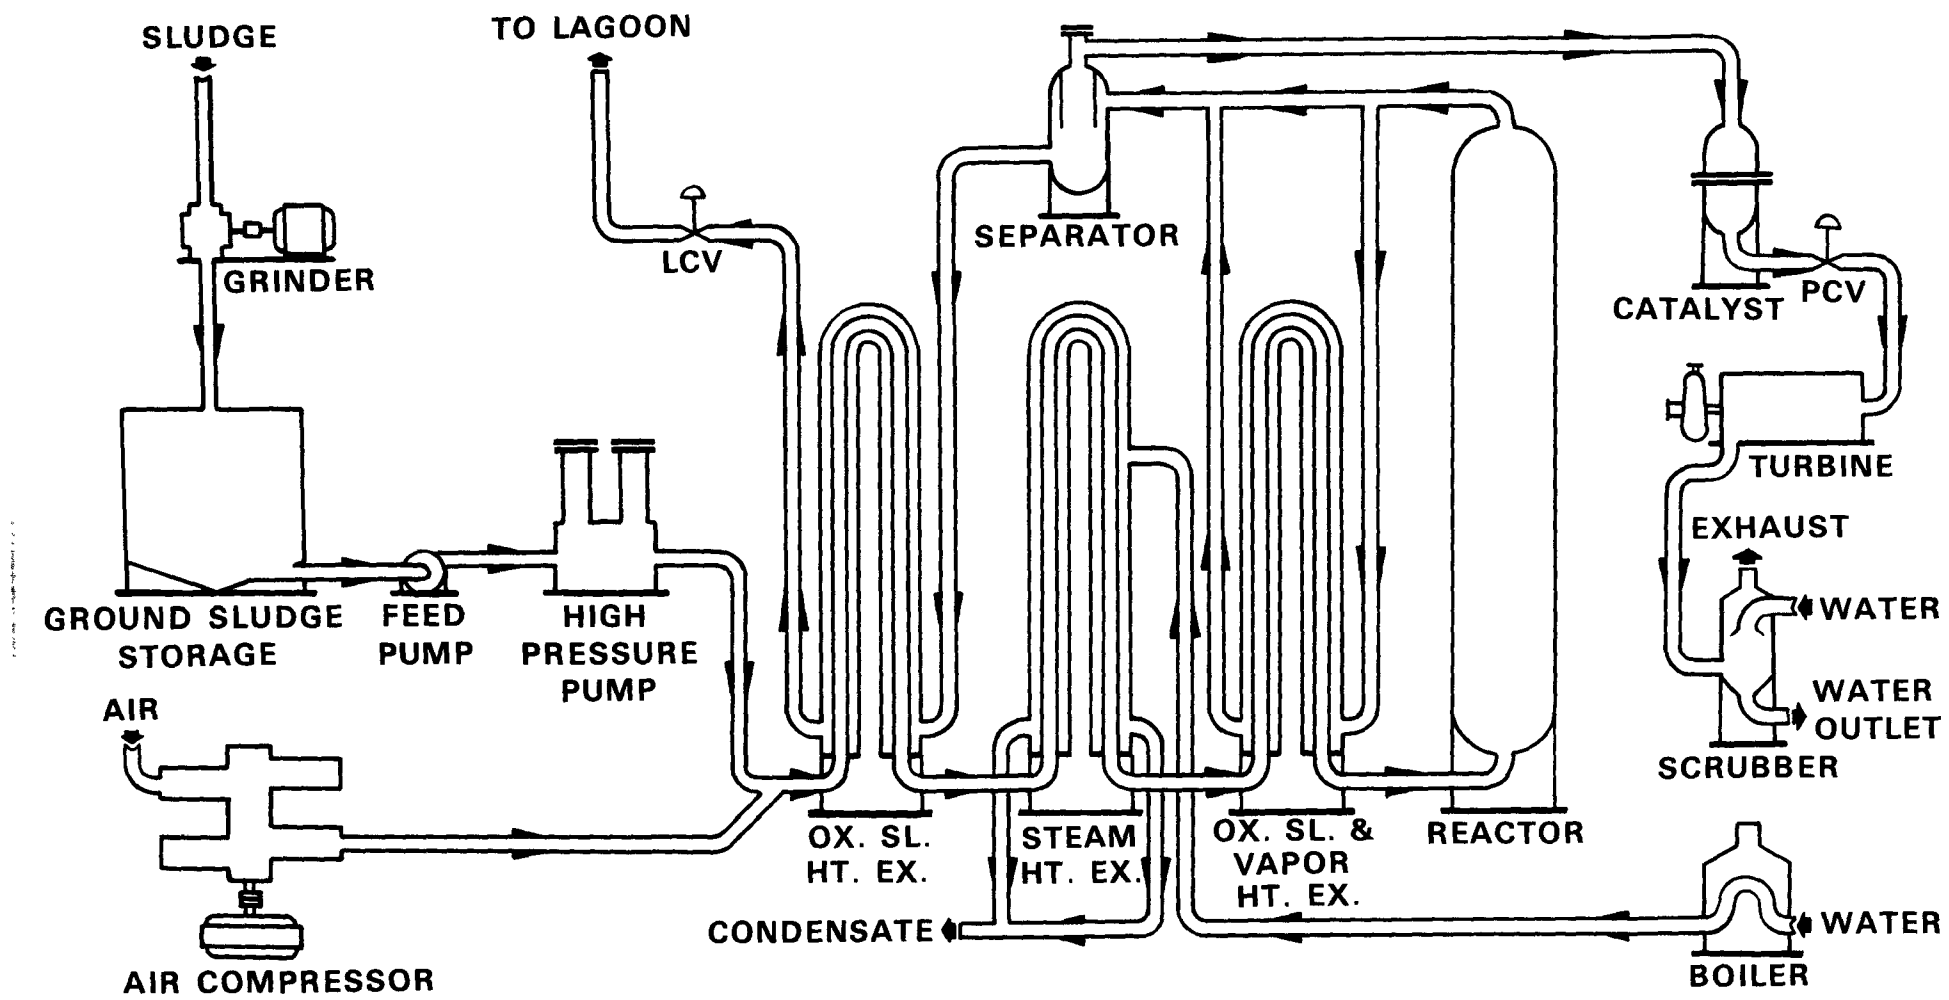 SLUDGE
TO LAGOON
GRINDER
LCV
SEPARATOR
CATALYST
PCV
TURBINE
EXHAUST
WATER
WATER
OUTLET
SCRUBBER
GROUND SLUDGE
STORAGE
FEED
PUMP
HIGH
PRESSURE
PUMP
AIR
OX. SL.
HT. EX.
STEAM
HT. EX.
OX. SL. &
VAPOR
HT. EX.
REACTOR
CONDENSATE
WATER
AIR COMPRESSOR
BOILER